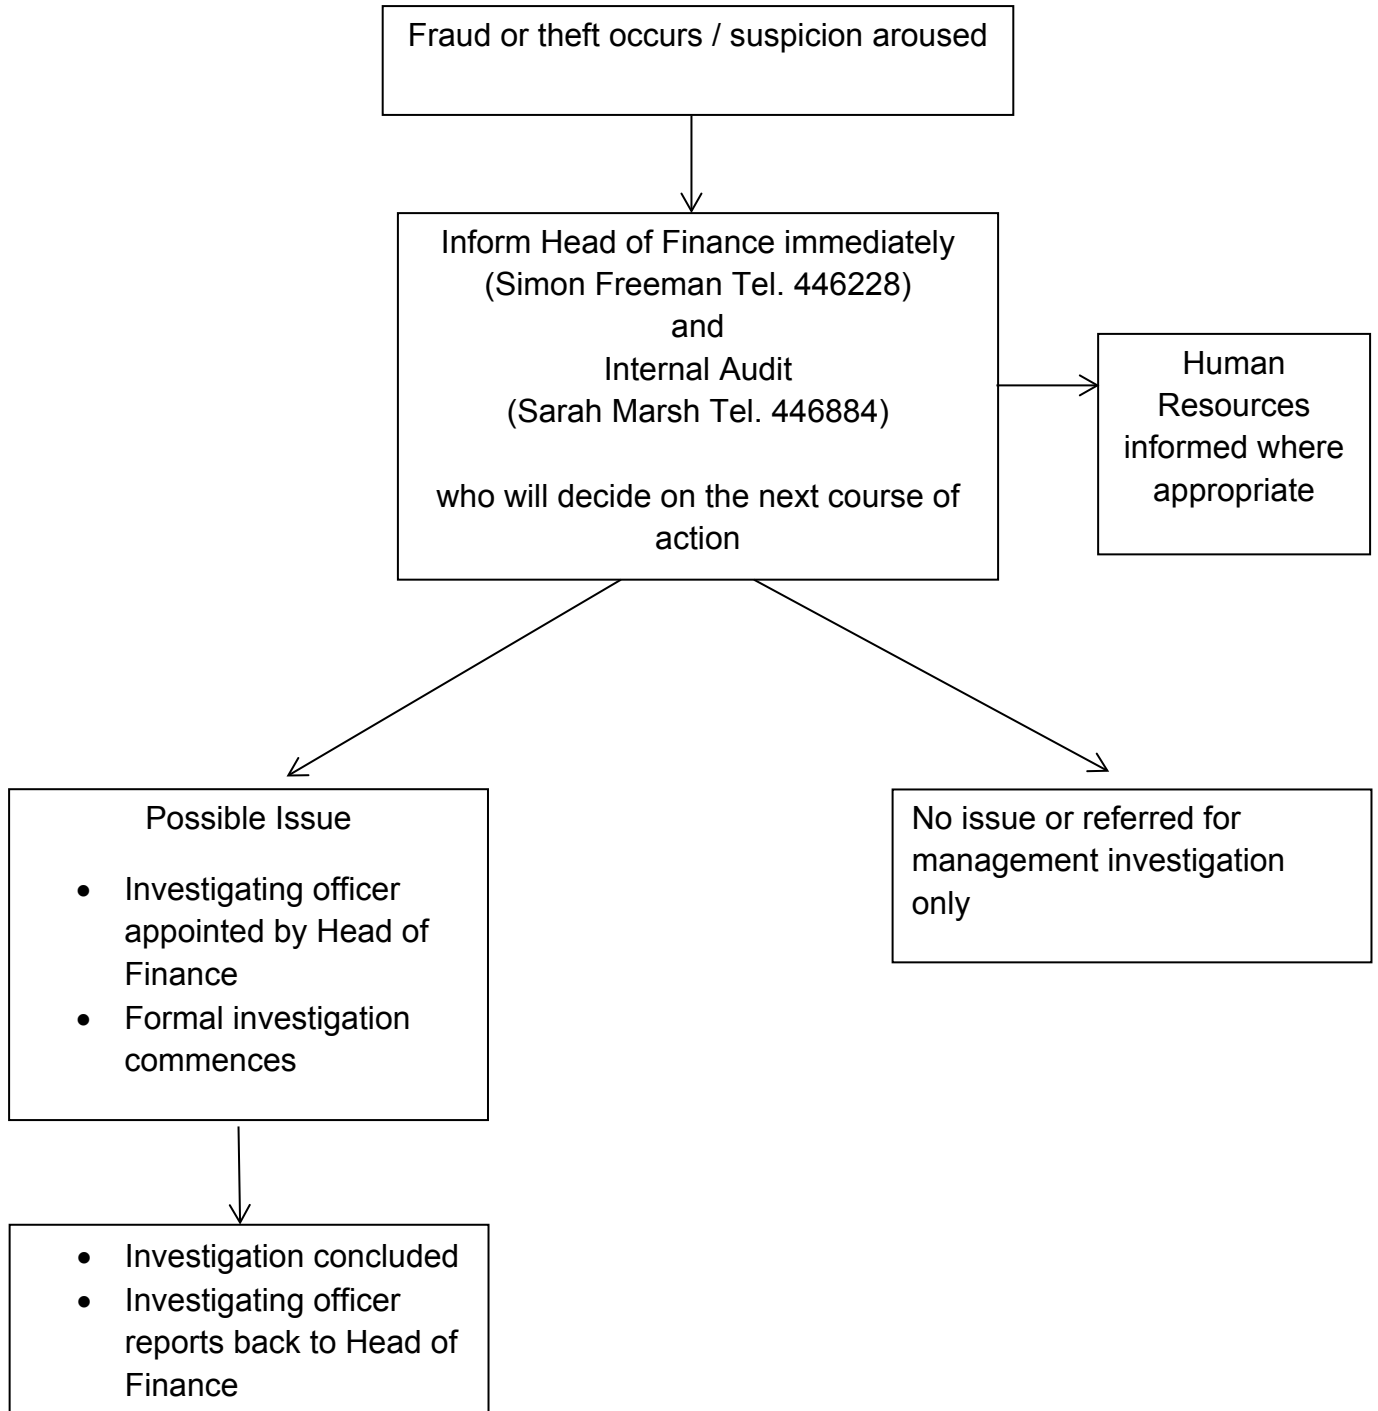 Fraud or theft occurs / suspicion aroused
Inform Head of Finance immediately
(Simon Freeman Tel. 446228)
and
Internal Audit
(Sarah Marsh Tel. 446884)
who will decide on the next course of
action
Human
Resources
informed where
appropriate
Possible Issue
• Investigating officer
appointed by Head of
Finance
• Formal investigation
commences
No issue or referred for
management investigation
only
• Investigation concluded
• Investigating officer
reports back to Head of
Finance